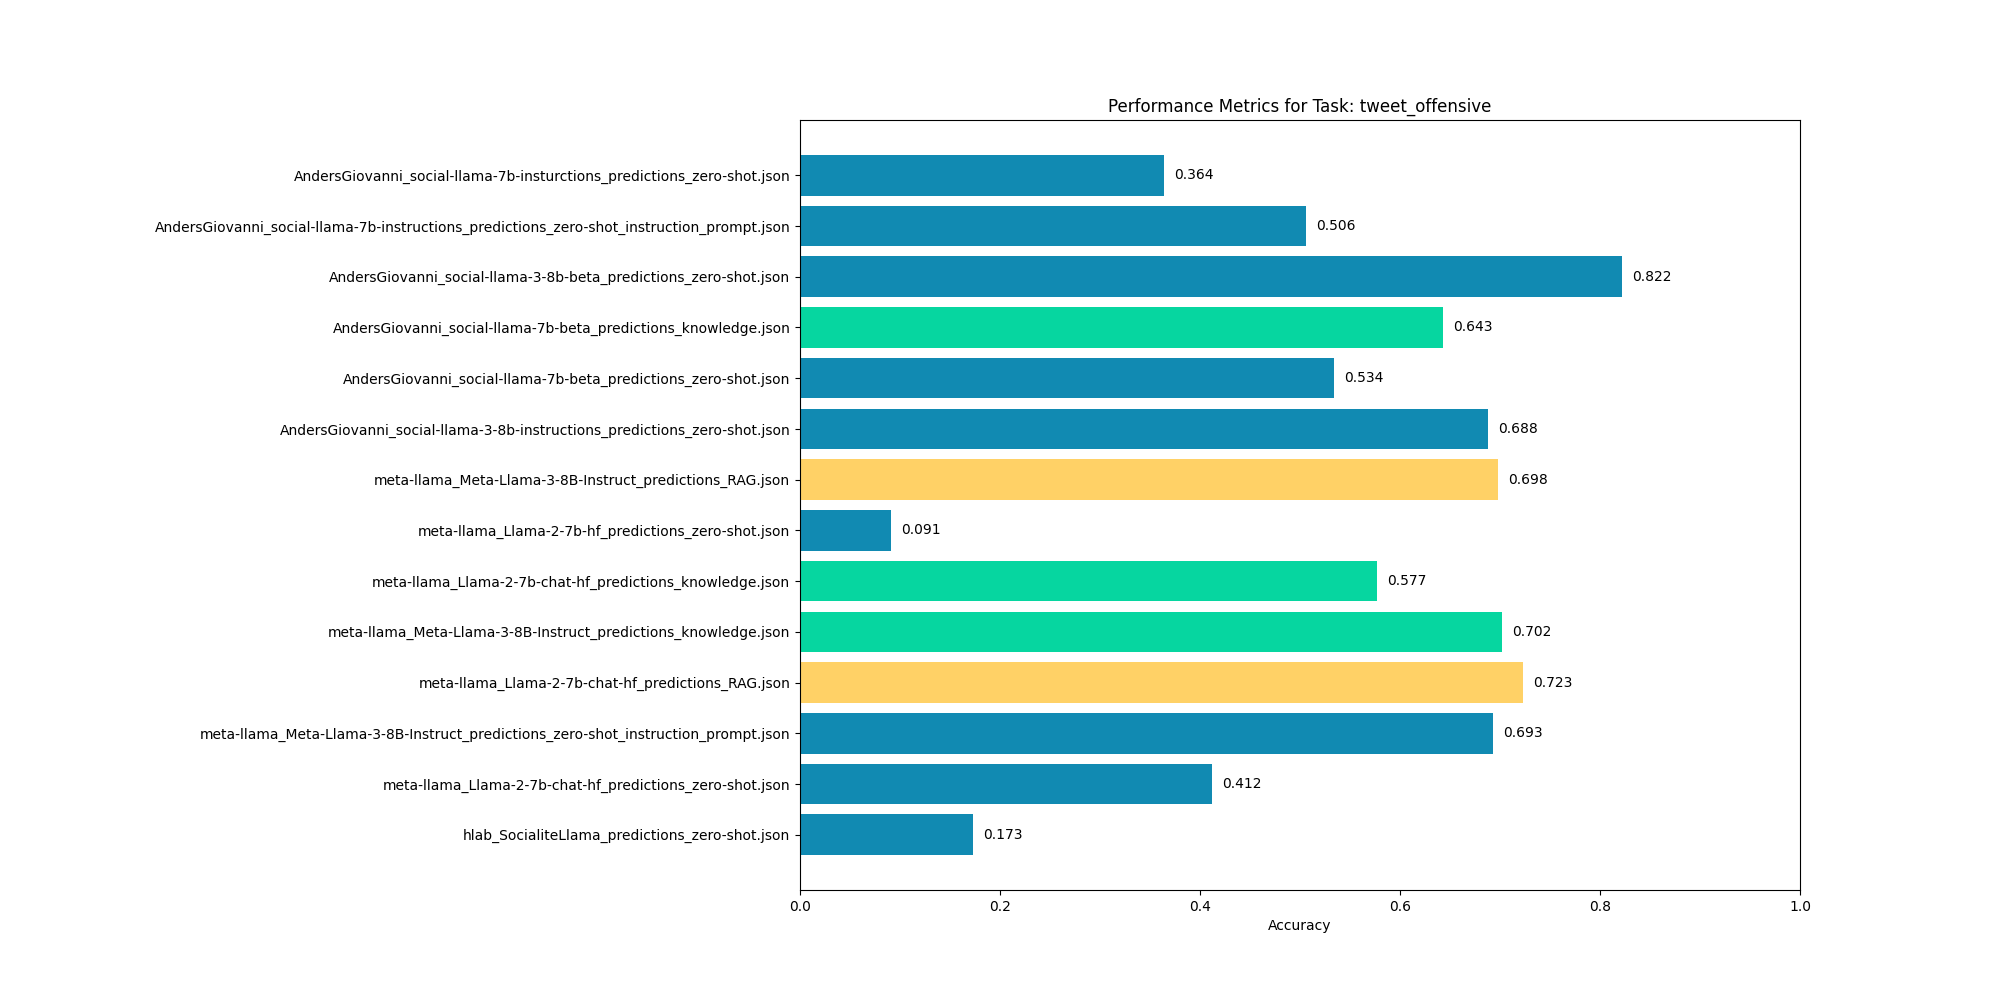 Performance Metrics for Task: tweet_offensive
AndersGiovanni_social-llama-7b-insturctions_predictions_zero-shot.json 0.364
AndersGiovanni_social-llama-7b-instructions_predictions_zero-shot_instruction_prompt.json 0.506
AndersGiovanni_social-llama-3-8b-beta_predictions_zero-shot.json 0.822
AndersGiovanni_social-llama-7b-beta_predictions_knowledge.json 0.643
AndersGiovanni_social-llama-7b-beta_predictions_zero-shot.json 0.534
AndersGiovanni_social-llama-3-8b-instructions_predictions_zero-shot.json 0.688
meta-llama_Meta-Llama-3-8B-Instruct_predictions_RAG.json 0.698
meta-llama_Llama-2-7b-hf_predictions_zero-shot.json 0.091
meta-llama_Llama-2-7b-chat-hf_predictions_knowledge.json 0.577
meta-llama_Meta-Llama-3-8B-Instruct_predictions_knowledge.json 0.702
meta-llama_Llama-2-7b-chat-hf_predictions_RAG.json 0.723
meta-llama_Meta-Llama-3-8B-Instruct_predictions_zero-shot_instruction_prompt.json 0.693
meta-llama_Llama-2-7b-chat-hf_predictions_zero-shot.json 0.412
hlab_SocialiteLlama_predictions_zero-shot.json 0.173
0.0 0.2 0.4 0.6 0.8 1.0
Accuracy